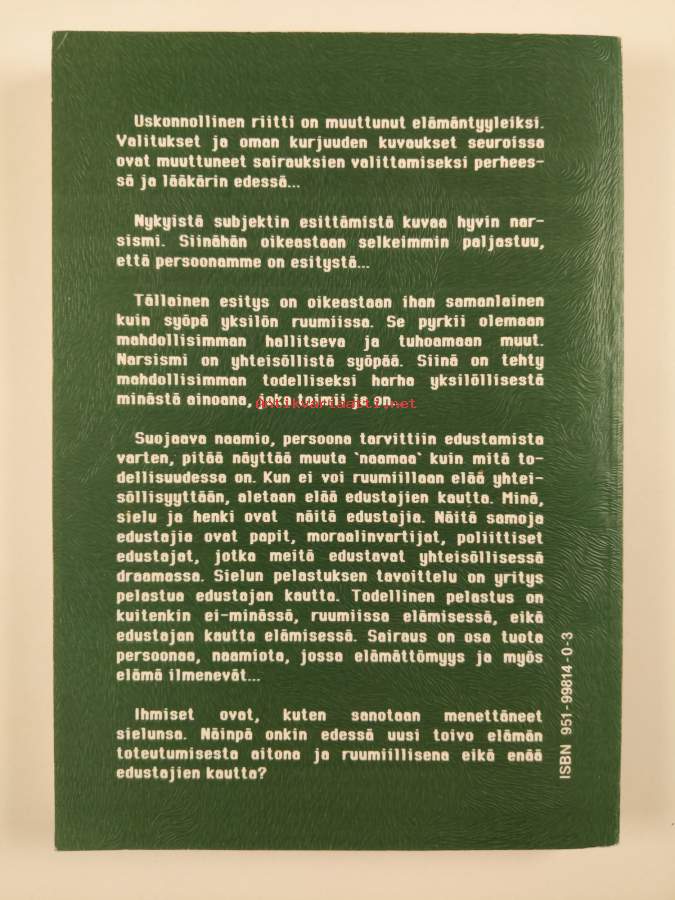 Uskonnollinen riitti on muuttunut elämäntyyleiksi.
Valitukset ja oman kurjuuden kuvaukset seuroissa
ovat muuttuneet sairauksien valittamiseksi perhees-
sä ja lääkärin edessä...
Nykyistä subjektin esittämistä kuvaa hyvin nar-
sismi. Siinähän oikeastaan selkeimmin paljastuu,
että persoonamme on esitystä...
Tällainen esitys on oikeastaan ihan samanlainen
kuin syöpä yksilön ruumiissa. Se pyrkii olemaan
mahdollisimman hallitseva ja tuhoamaan muut.
Narsismi on yhteisöllistä syöpää. Siinä on tehty
mahdollisimman todelliseksi harha yksilöllisestä
minästä ainoana, joka toimii ja on.
Antikvariaatti.net
Suojaava naamio, persoona tarvittiin edustamista
varten, pitää näyttää muuta `naamaa` kuin mitä to-
dellisuudessa on. Kun ei voi ruumiillaan elää yhtei-
söllisyyttään, aletaan elää edustajien kautta. Minä,
sielu ja henki ovat näitä edustajia. Näitä samoja
edustajia ovat papit, moraalinvartijat, poliittiset
edustajat, jotka meitä edustavat yhteisöllisessä
draamassa. Sielun pelastuksen tavoittelu on yritys
pelastua edustajan kautta. Todellinen pelastus on
kuitenkin ei-minässä, ruumiissa elämisessä, eikä
edustajan kautta elämisessä. Sairaus on osa tuota
persoonaa, naamiota, jossa elämättömyys ja myös
elämä ilmenevät...
Ihmiset ovat, kuten sanotaan menettäneet
sielunsa. Näinpä onkin edessä uusi toivo elämän
toteutumisesta aitona ja ruumiillisena eikä enää
edustajien kautta?
ISBN 951-99814-0-3